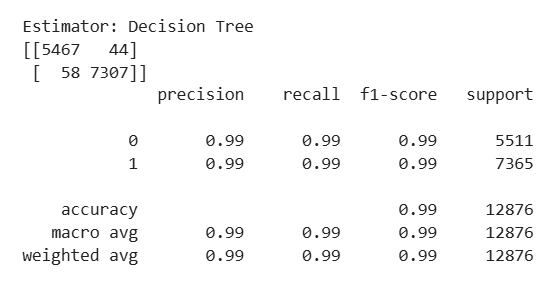 Estimator: Decision Tree
[[5467 44]
[ 58 7307]]
precision recall f1-score support
0 0.99 0.99 0.99 5511
1 0.99 0.99 0.99 7365
accuracy 0.99 12876
macro avg 0.99 0.99 0.99 12876
weighted avg 0.99 0.99 0.99 12876